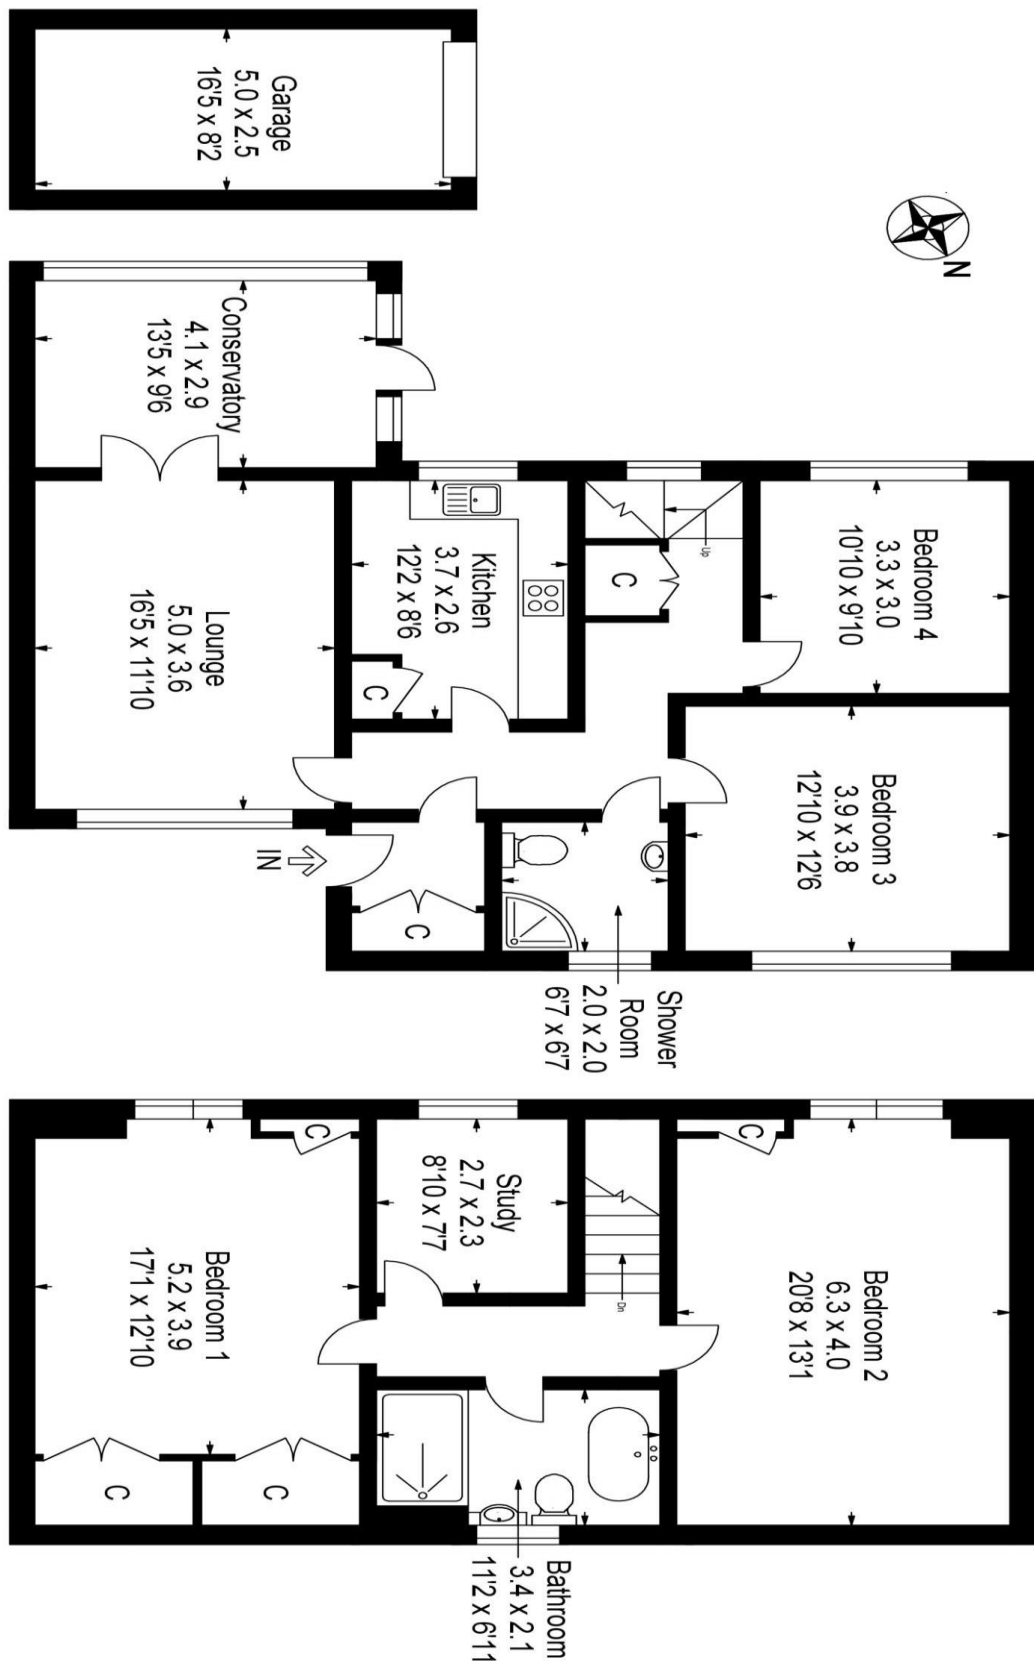 Garage
5.0 x 2.5
16'5 x 8'2
N
Conservatory
4.1 x 2.9
13'5 x 9'6
Lounge
5.0 x 3.6
16'5 x 11'10
Kitchen
3.7 x 2.6
12'2 x 8'6
C
Up
C
Bedroom 4
3.3 x 3.0
10'10 x 9'10
Bedroom 3
3.9 x 3.8
12'10 x 12'6
IN
C
Shower
Room
2.0 x 2.0
6'7 x 6'7
Bedroom 1
5.2 x 3.9
17'1 x 12'10
C
C
C
Study
2.7 x 2.3
8'10 x 7'7
Dn
Bedroom 2
6.3 x 4.0
20'8 x 13'1
C
Bathroom
3.4 x 2.1
11'2 x 6'11